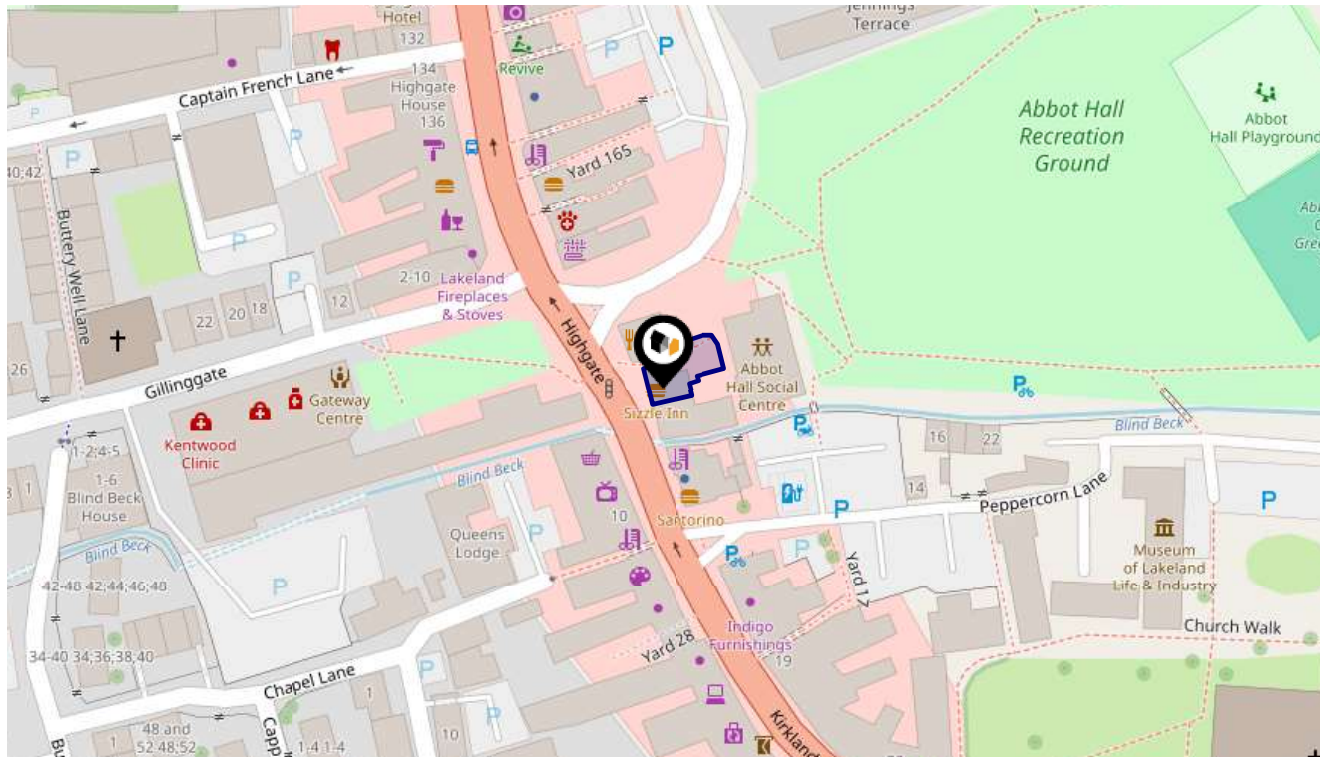 Hotel
132
Jennings
Terrace
Revive
134
Highgate
House
136
Captain French Lane
P
P
P
P
40;42
Yard 165
Abbot Hall
Recreation
Ground
Abbot
Hall Playground
Buttery Well Lane
P
P
2-10
Lakeland
Fireplaces
& Stoves
12
22
20
18
26
Gillinggate
Highgate
Gateway
Centre
Kentwood
Clinic
Abbot
Hall Social
Centre
Sizzle Inn
P
P
Blind Beck
16
22
1-2;4-5
1-6
Blind Beck
House
1
Blind Beck
Blind Beck
10
14
Peppercorn Lane
Sartorino
P
P
Queens
Lodge
P
P
P
P
Museum
of Lakeland
Life & Industry
42-48 42;44;46;48
Yard 17
Church Walk
Indigo
Furnishings
19
Yard 28
34-40 34;36;38;40
Chapel Lane
P
1
P
10
48 and
52-48;52
1
1-4 1-4
Capp
Kirkland